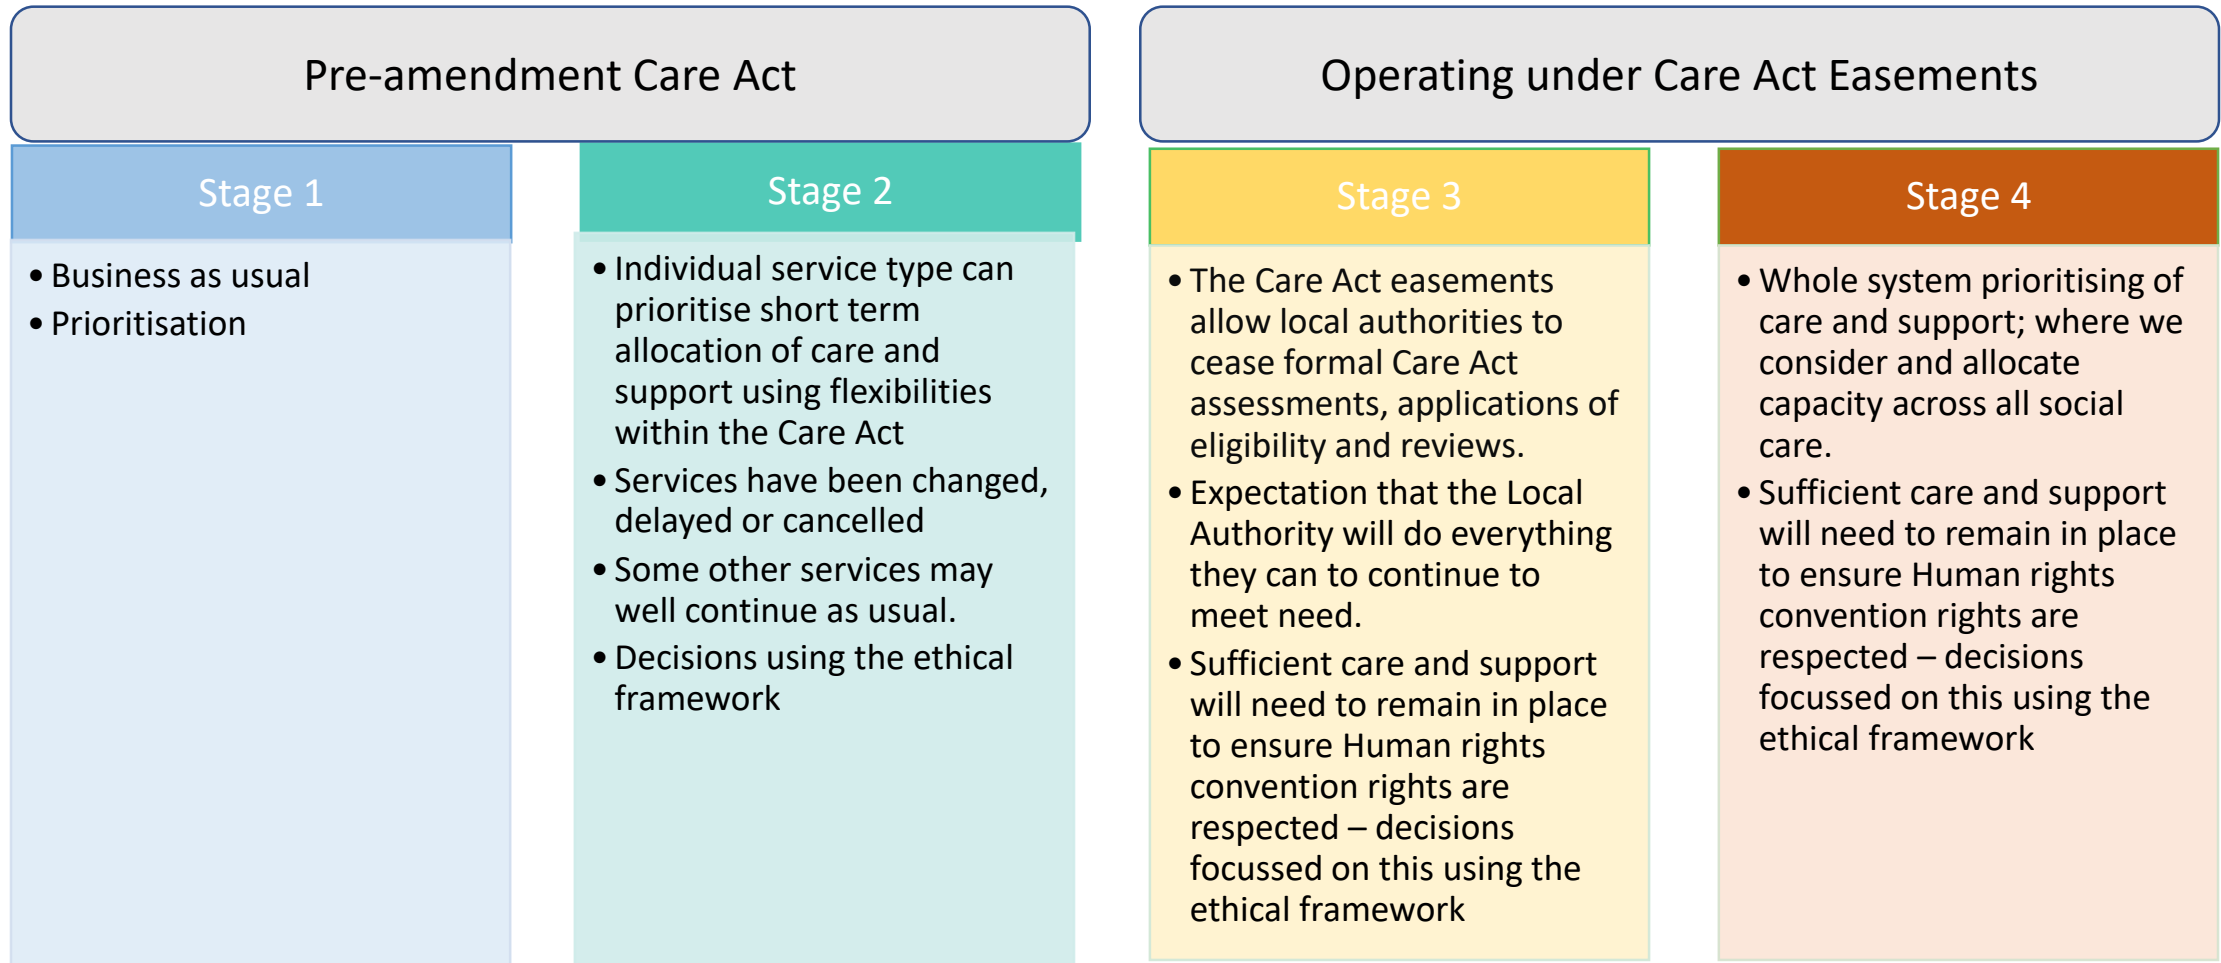 Pre-amendment Care Act
Operating under Care Act Easements
Stage 1
• Business as usual
• Prioritisation
Stage 2
• Individual service type can
prioritise short term
allocation of care and
support using flexibilities
within the Care Act
• Services have been changed,
delayed or cancelled
• Some other services may
well continue as usual.
• Decisions using the ethical
framework
Stage 3
• The Care Act easements
allow local authorities to
cease formal Care Act
assessments, applications of
eligibility and reviews.
• Expectation that the Local
Authority will do everything
they can to continue to
meet need.
• Sufficient care and support
will need to remain in place
to ensure Human rights
convention rights are
respected – decisions
focussed on this using the
ethical framework
Stage 4
• Whole system prioritising of
care and support; where we
consider and allocate
capacity across all social
care.
• Sufficient care and support
will need to remain in place
to ensure Human rights
convention rights are
respected – decisions
focussed on this using the
ethical framework